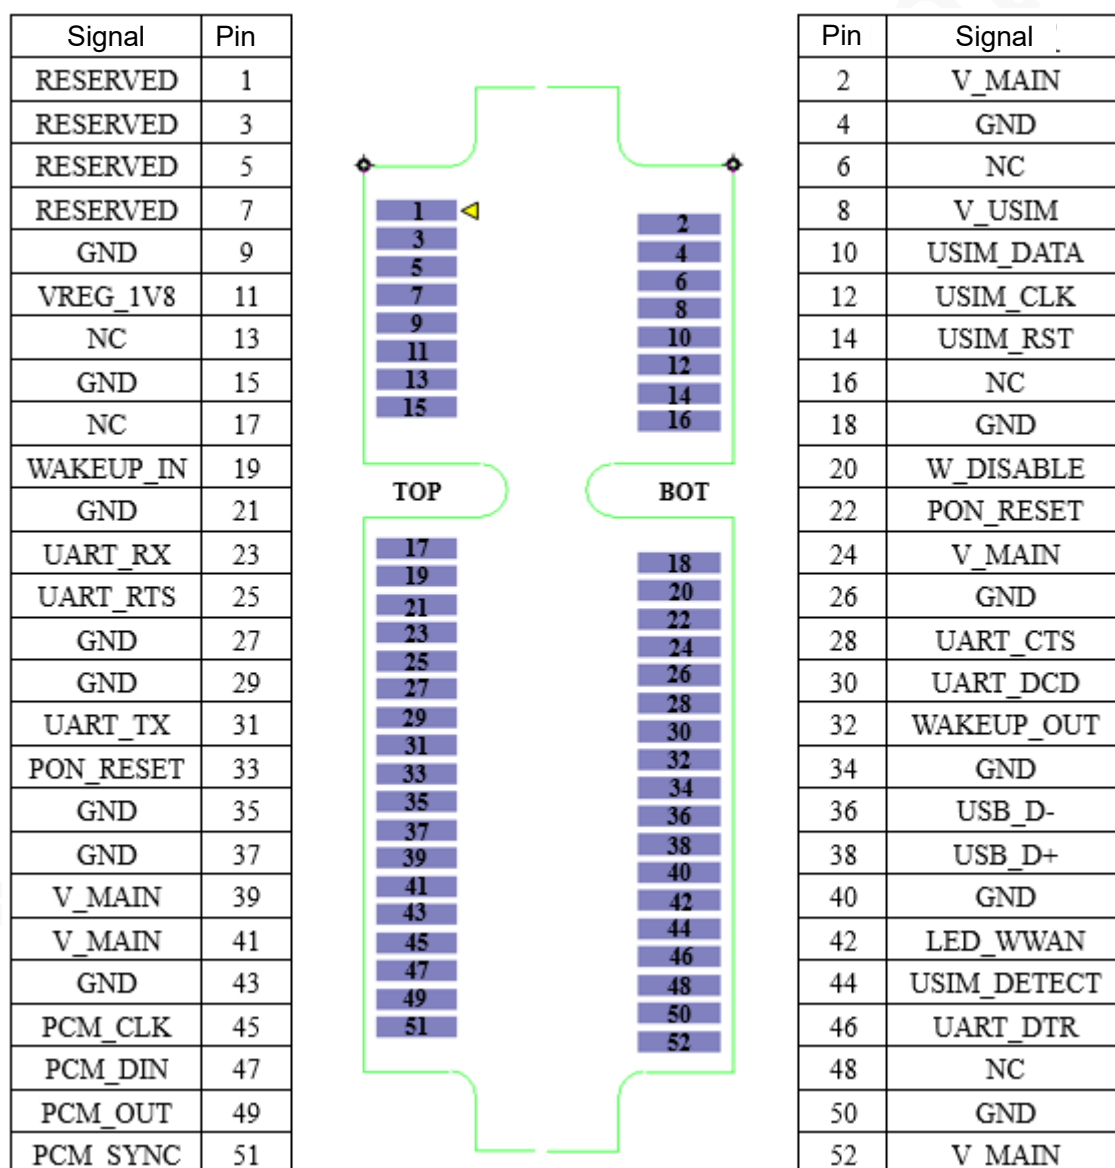 Signal Pin
RESERVED 1
RESERVED 3
RESERVED 5
RESERVED 7
GND 9
VREG_1V8 11
NC 13
GND 15
NC 17
WAKEUP_IN 19
GND 21
UART_RX 23
UART_RTS 25
GND 27
GND 29
UART_TX 31
PON_RESET 33
GND 35
GND 37
V_MAIN 39
V_MAIN 41
GND 43
PCM_CLK 45
PCM_DIN 47
PCM_OUT 49
PCM_SYNC 51
1
3
5
7
9
11
13
15
TOP
17
19
21
23
25
27
29
31
33
35
37
39
41
43
45
47
49
51
2
4
6
8
10
12
14
16
BOT
18
20
22
24
26
28
30
32
34
36
38
40
42
44
46
48
50
52
Pin Signal
2 V_MAIN
4 GND
6 NC
8 V_USIM
10 USIM_DATA
12 USIM_CLK
14 USIM_RST
16 NC
18 GND
20 W_DISABLE
22 PON_RESET
24 V_MAIN
26 GND
28 UART_CTS
30 UART_DCD
32 WAKEUP_OUT
34 GND
36 USB_D-
38 USB_D+
40 GND
42 LED_WWAN
44 USIM_DETECT
46 UART_DTR
48 NC
50 GND
52 V_MAIN